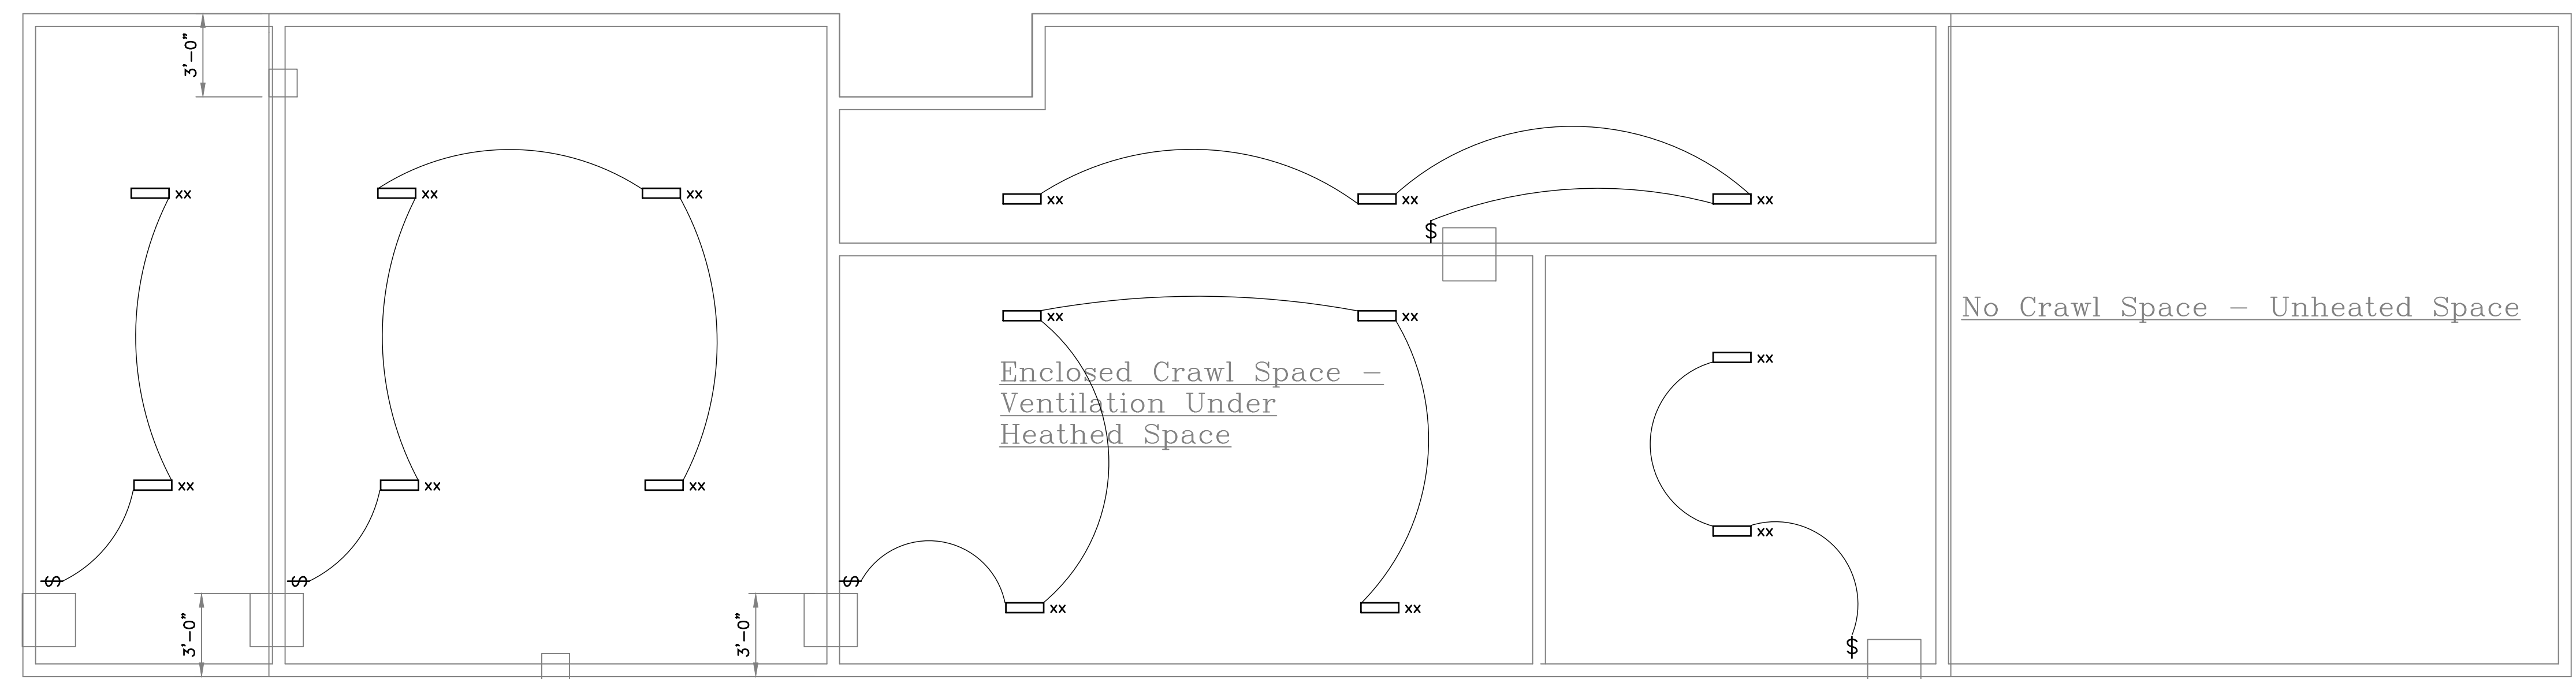 3'-0"
xx
xx
xx
xx
xx
xx
$
xx
xx
No Crawl Space - Unheated Space
xx
Enclosed Crawl Space -
Ventilation Under
Heathed Space
xx
xx
xx
xx
xx
$
$
$
xx
xx
3'-0"
3'-0"
$